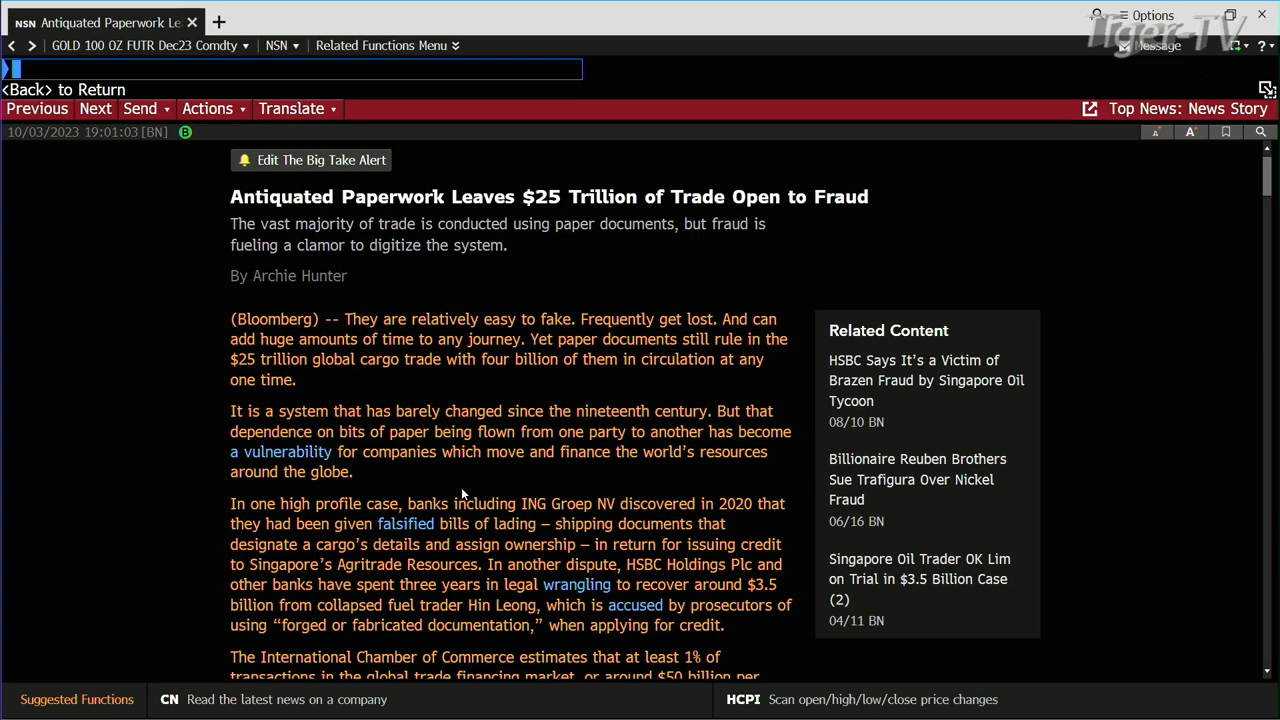 NSN Antiquated Paperwork Le × +
Options
Tiger-TV
GOLD 100 OZ FUTR Dec23 Comdty NSN Related Functions Menu
Message
?
<Back> to Return
Previous Next Send Actions Translate Top News: News Story
10/03/2023 19:01:03[BN] B
A A
Edit The Big Take Alert
Antiquated Paperwork Leaves $25 Trillion of Trade Open to Fraud
The vast majority of trade is conducted using paper documents, but fraud is
fueling a clamor to digitize the system.
By Archie Hunter
(Bloomberg) -- They are relatively easy to fake. Frequently get lost. And can
add huge amounts of time to any journey. Yet paper documents still rule in the
$25 trillion global cargo trade with four billion of them in circulation at any
one time.
It is a system that has barely changed since the nineteenth century. But that
dependence on bits of paper being flown from one party to another has become
a vulnerability for companies which move and finance the world's resources
around the globe.
In one high profile case, banks including ING Groep NV discovered in 2020 that
they had been given falsified bills of lading – shipping documents that
designate a cargo's details and assign ownership – in return for issuing credit
to Singapore's Agritrade Resources. In another dispute, HSBC Holdings Plc and
other banks have spent three years in legal wrangling to recover around $3.5
billion from collapsed fuel trader Hin Leong, which is accused by prosecutors of
using “forged or fabricated documentation,” when applying for credit.
The International Chamber of Commerce estimates that at least 1% of
transactions in the global trade financing market, or around $50 billion per
Related Content
HSBC Says It's a Victim of
Brazen Fraud by Singapore Oil
Tycoon
08/10 BN
Billionaire Reuben Brothers
Sue Trafigura Over Nickel
Fraud
06/16 BN
Singapore Oil Trader OK Lim
on Trial in $3.5 Billion Case
(2)
04/11 BN
Suggested Functions CN Read the latest news on a company HCPI Scan open/high/low/close price changes